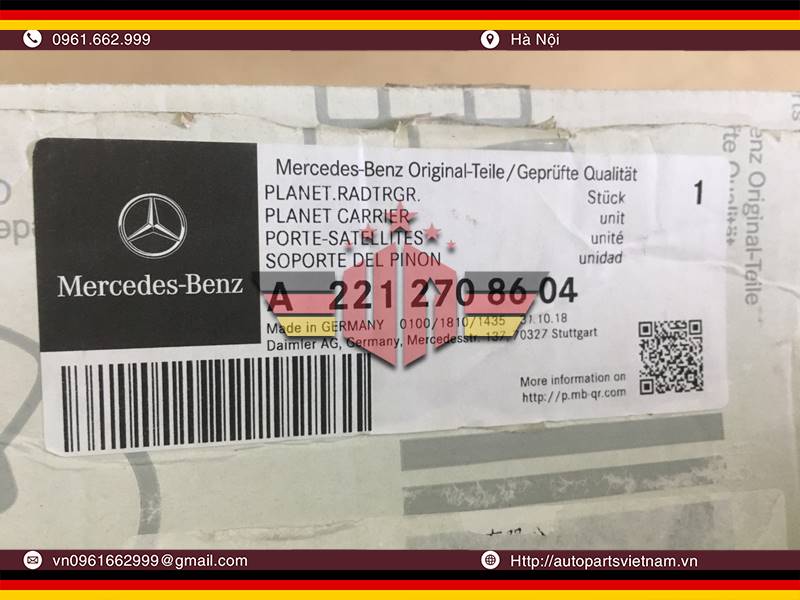 0961.662.999
Hà Nội
Mercedes-Benz
Mercedes-Benz Original-Teile/Geprüfte Qualität
PLANET.RADTRGR. Stück 1
PLANET CARRIER unit
PORTE-SATELLITES unité
SOPORTE DEL PINON unidad
A 221 270 86 04
Made in GERMANY 0100/1810/1435 31.10.18
Daimler AG, Germany, Mercedesstr. 137, 70327 Stuttgart
More information on
http://p.mb-qr.com/
enz Original-Teile
vn0961662999@gmail.com
Http://autopartsvietnam.vn